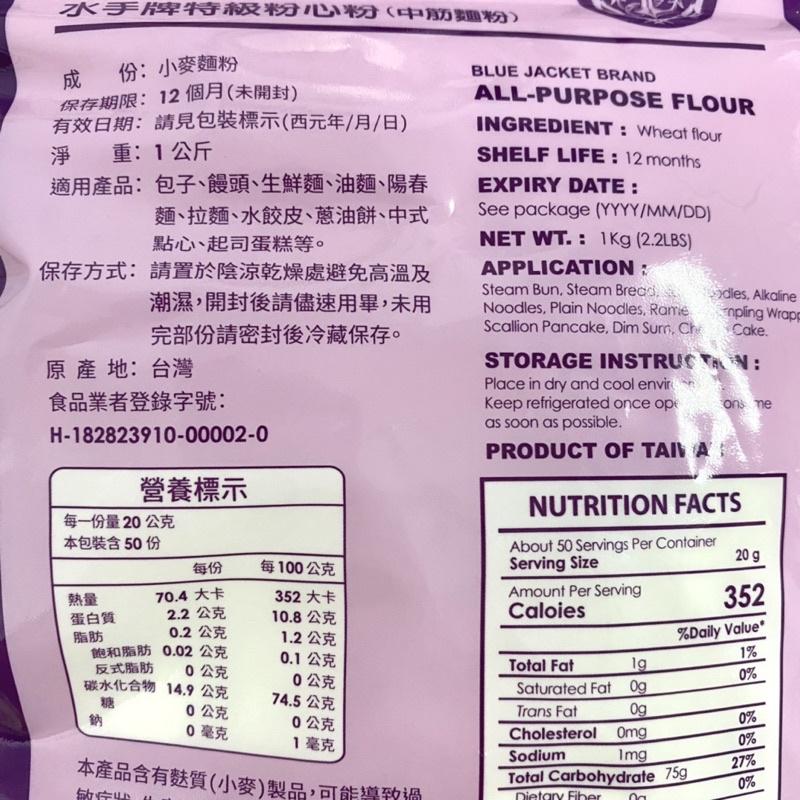 水手牌特級粉心粉(中筋麵粉)
成 份: 小麥麵粉
保存期限: 12 個月(未開封)
有效日期: 請見包裝標示(西元年/月/日)
淨 重: 1 公斤
適用產品: 包子、饅頭、生鮮麵、油麵、陽春
麵、拉麵、水餃皮、蔥油餅、中式
點心、起司蛋糕等。
保存方式: 請置於陰涼乾燥處避免高溫及
潮濕,開封後請儘速用畢,未用
完部份請密封後冷藏保存。
原 產 地: 台灣
食品業者登錄字號:
H-182823910-00002-0
營養標示
每一份量 20 公克
本包裝含 50 份
每份 每 100 公克
熱量 70.4 大卡 352 大卡
蛋白質 2.2 公克 10.8 公克
脂肪 0.2 公克 1.2 公克
飽和脂肪 0.02 公克 0.1 公克
反式脂肪 0 公克 0 公克
碳水化合物 14.9 公克 74.5 公克
糖 0 公克 0 公克
鈉 0 毫克 1 毫克
本產品含有麩質(小麥)製品,可能導致過
敏症狀
BLUE JACKET BRAND
ALL-PURPOSE FLOUR
INGREDIENT : Wheat flour
SHELF LIFE : 12 months
EXPIRY DATE :
See package (YYYY/MM/DD)
NET WT. : 1Kg (2.2LBS)
APPLICATION :
Steam Bun, Steam Bread, Alkaline
Noodles, Plain Noodles,
Scallion Pancake, Dim Sum, Cake.
STORAGE INSTRUCTION :
Place in dry and cool
Keep refrigerated once
as soon as possible.
PRODUCT OF TAIWAN
NUTRITION FACTS
About 50 Servings Per Container
Serving Size 20 g
Amount Per Serving
Caloies 352
%Daily Value*
Total Fat 1g 1%
Saturated Fat 0g 0%
Trans Fat 0g
Cholesterol 0mg 0%
Sodium 1mg 0%
Total Carbohydrate 75g 27%
Dietary Fiber 0g 0%